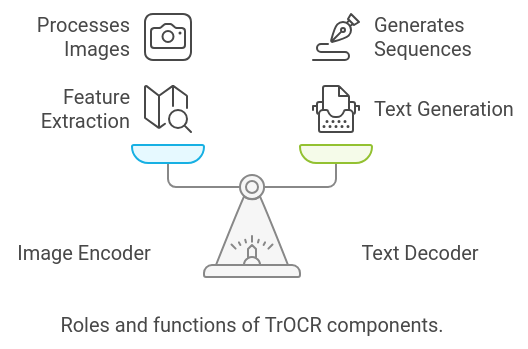 Processes
Images
Generates
Sequences
Feature
Extraction
Text Generation
Image Encoder
Text Decoder
Roles and functions of TrOCR components.